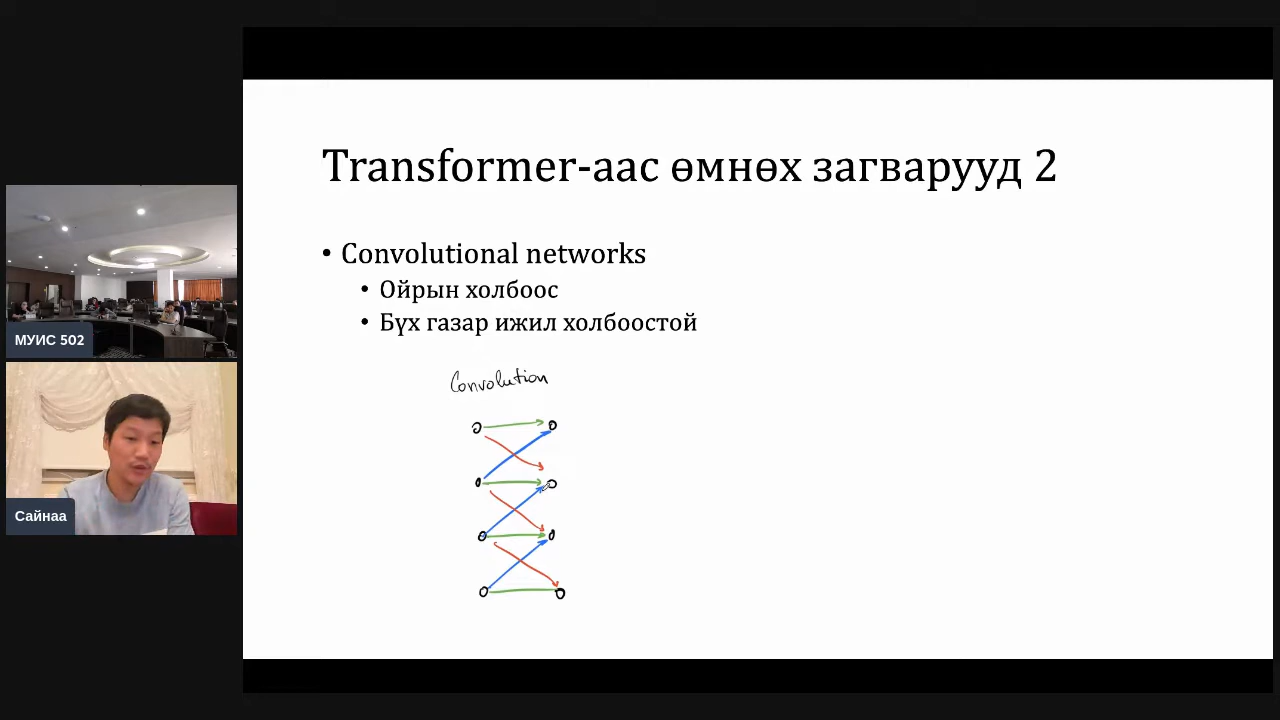 Transformer-аас өмнөх загварууд 2
• Convolutional networks
• Ойрын холбоос
• Бүх газар ижил холбоостой
Convolution
МУИС 502
Сайнаа